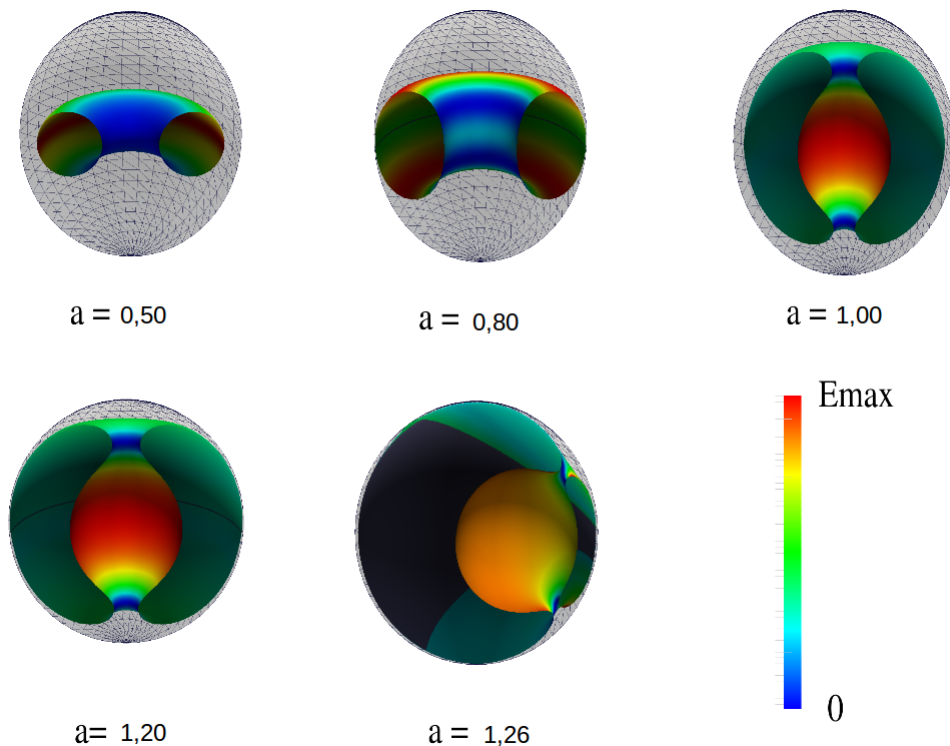 a = 0,50
a = 0,80
a = 1,00
Emax
0
a= 1,20
a = 1,26